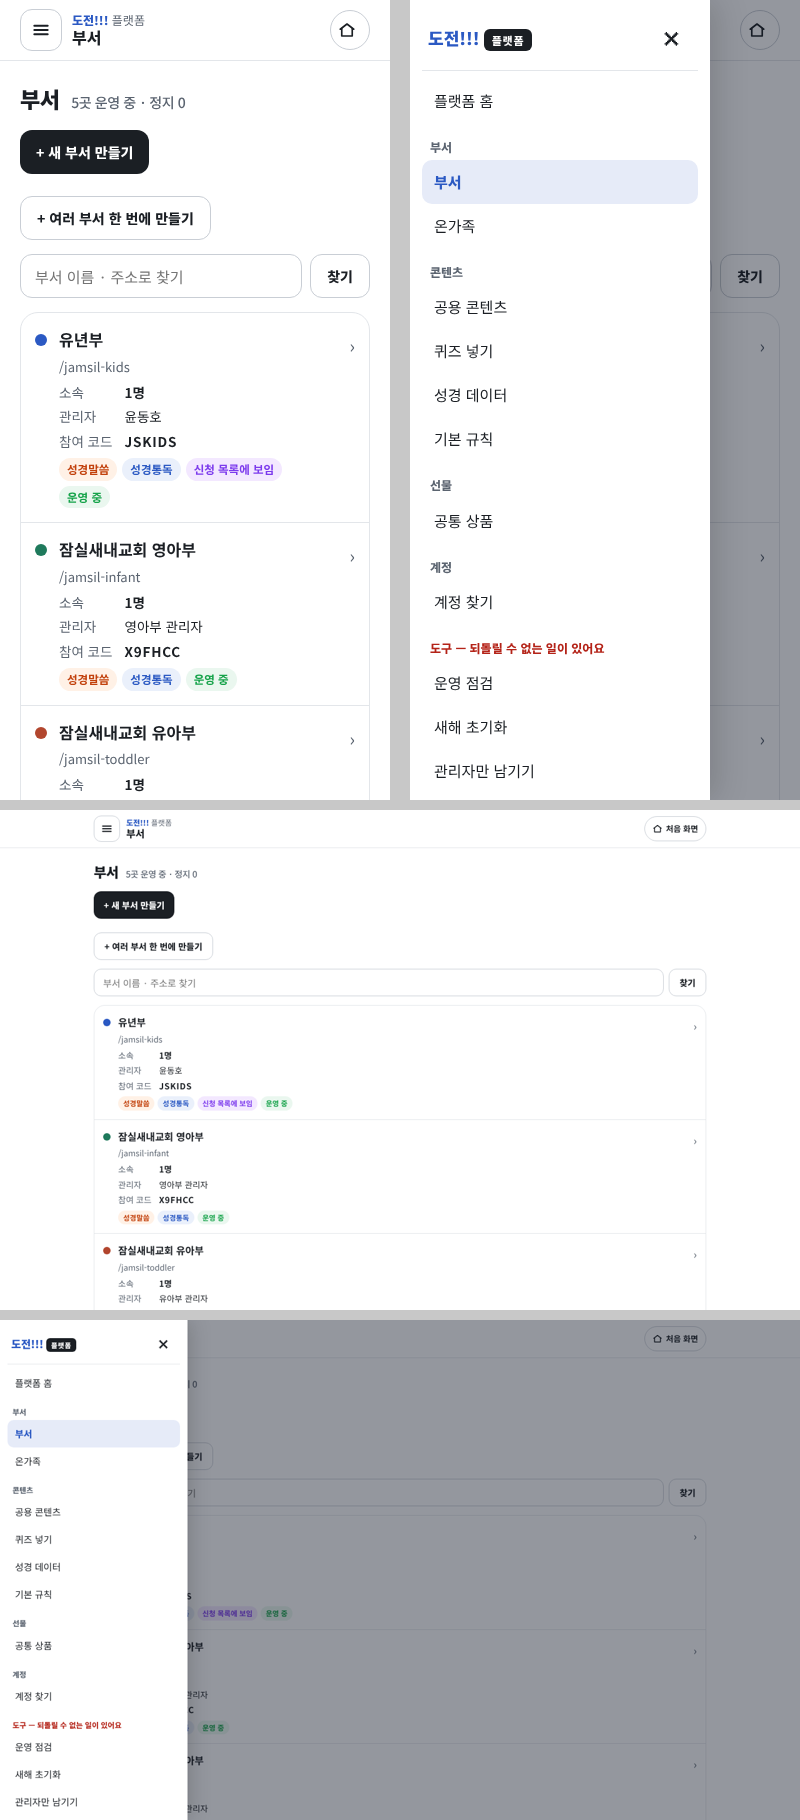 도전!!! 플랫폼
부서
부서 5곳 운영 중 · 정지 0
+ 새 부서 만들기
+ 여러 부서 한 번에 만들기
부서 이름 · 주소로 찾기
찾기
유년부
/jamsil-kids
소속 1명
관리자 윤동호
참여 코드 JSKIDS
성경말씀 성경통독 신청 목록에 보임
운영 중
잠실새내교회 영아부
/jamsil-infant
소속 1명
관리자 영아부 관리자
참여 코드 X9FHCC
성경말씀 성경통독 운영 중
잠실새내교회 유아부
/jamsil-toddler
소속 1명
도전!!! 플랫폼
플랫폼 홈
부서
부서
온가족
콘텐츠
공용 콘텐츠
퀴즈 넣기
성경 데이터
기본 규칙
선물
공통 상품
계정
계정 찾기
도구 — 되돌릴 수 없는 일이 있어요
운영 점검
새해 초기화
관리자만 남기기
찾기
도전!!! 플랫폼
부서
처음 화면
부서 5곳 운영 중 · 정지 0
+ 새 부서 만들기
+ 여러 부서 한 번에 만들기
부서 이름 · 주소로 찾기
찾기
유년부
/jamsil-kids
소속 1명
관리자 윤동호
참여 코드 JSKIDS
성경말씀 성경통독 신청 목록에 보임 운영 중
잠실새내교회 영아부
/jamsil-infant
소속 1명
관리자 영아부 관리자
참여 코드 X9FHCC
성경말씀 성경통독 운영 중
잠실새내교회 유아부
/jamsil-toddler
소속 1명
관리자 유아부 관리자
도전!!! 플랫폼
플랫폼 홈
부서
부서
온가족
콘텐츠
공용 콘텐츠
퀴즈 넣기
성경 데이터
기본 규칙
선물
공통 상품
계정
계정 찾기
도구 — 되돌릴 수 없는 일이 있어요
운영 점검
새해 초기화
관리자만 남기기
처음 화면
0
들기
기
찾기
S
신청 목록에 보임 운영 중
아부
관리자
C
운영 중
아부
관리자